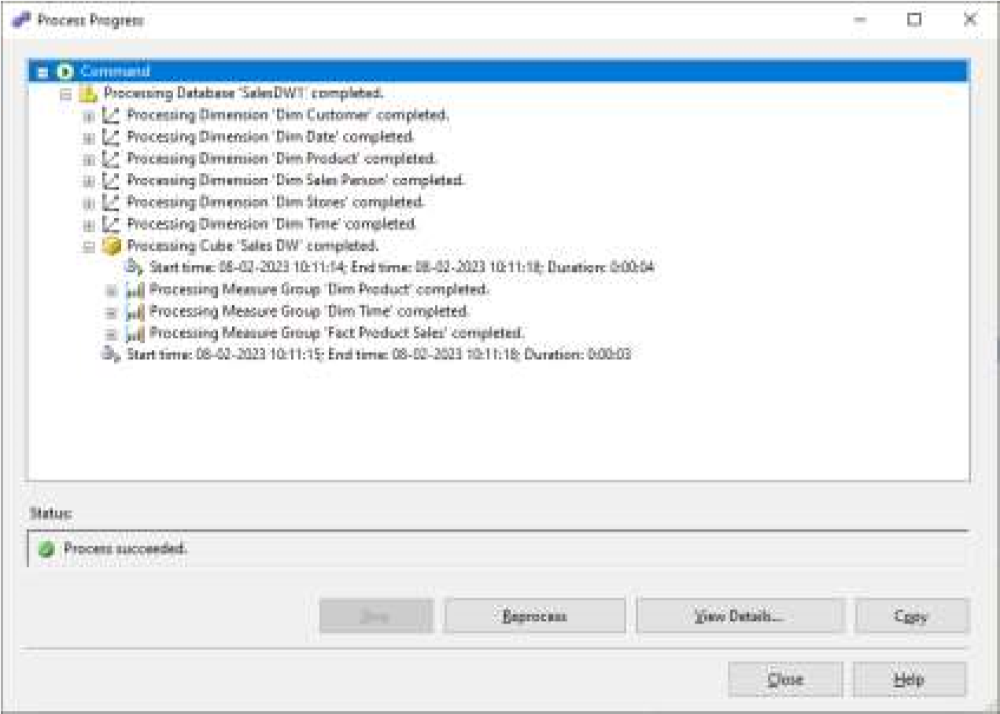 Process Progress
Command
Processing Database 'SalesDW1' completed.
Processing Dimension 'Dim Customer' completed.
Processing Dimension 'Dim Date' completed.
Processing Dimension 'Dim Product' completed.
Processing Dimension 'Dim Sales Person' completed.
Processing Dimension 'Dim Stores' completed.
Processing Dimension 'Dim Time' completed.
Processing Cube 'Sales DW' completed.
Start time: 08-02-2023 10:11:14; End time: 08-02-2023 10:11:18; Duration: 0:00:04
Processing Measure Group 'Dim Product' completed.
Processing Measure Group 'Dim Time' completed.
Processing Measure Group 'Fact Product Sales' completed.
Start time: 08-02-2023 10:11:15; End time: 08-02-2023 10:11:18; Duration: 0:00:03
Status:
Process succeeded.
Stop Reprocess View Details... Copy
Close Help